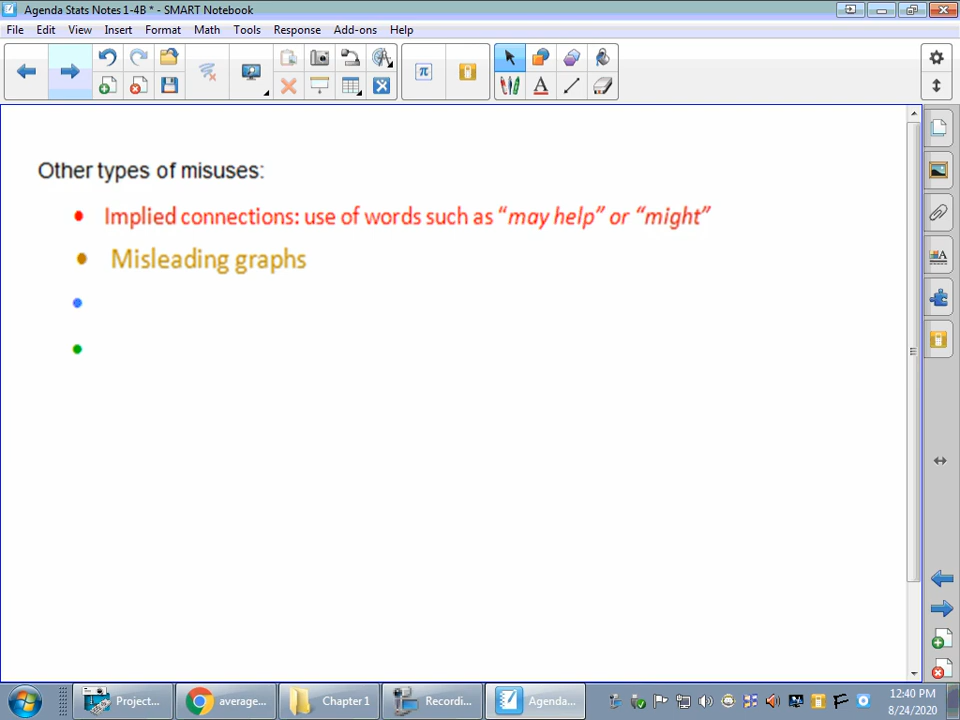 Agenda Stats Notes 1-4B * - SMART Notebook
File Edit View Insert Format Math Tools Response Add-ons Help
π A
Other types of misuses:
• Implied connections: use of words such as “may help” or “might”
• Misleading graphs
•
•
Project... average... Chapter 1 Recordi... Agenda... 12:40 PM
8/24/2020